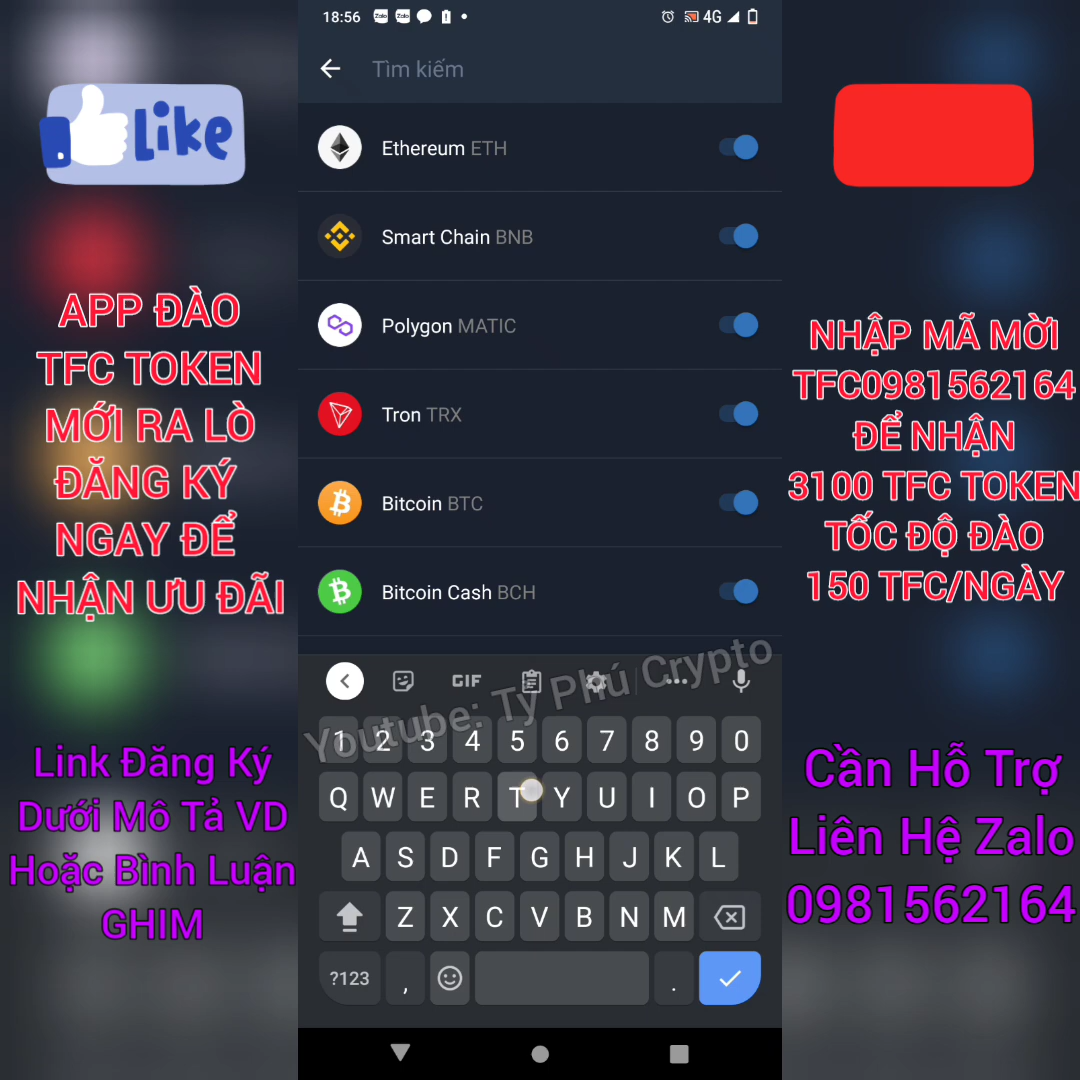 18:56
Zalo
Zalo
4G
Tìm kiếm
Like
Ethereum ETH
Smart Chain BNB
Polygon MATIC
Tron TRX
Bitcoin BTC
Bitcoin Cash BCH
APP ĐÀO
TFC TOKEN
MỚI RA LÒ
ĐĂNG KÝ
NGAY ĐỂ
NHẬN ƯU ĐÃI
NHẬP MÃ MỜI
TFC0981562164
ĐỂ NHẬN
3100 TFC TOKEN
TỐC ĐỘ ĐÀO
150 TFC/NGÀY
Link Đăng Ký
Dưới Mô Tả VD
Hoặc Bình Luận
GHIM
Cần Hỗ Trợ
Liên Hệ Zalo
0981562164
Youtube: Tỷ Phú Crypto
GIF
1 2 3 4 5 6 7 8 9 0
Q W E R T Y U I O P
A S D F G H J K L
Z X C V B N M
?123 , .